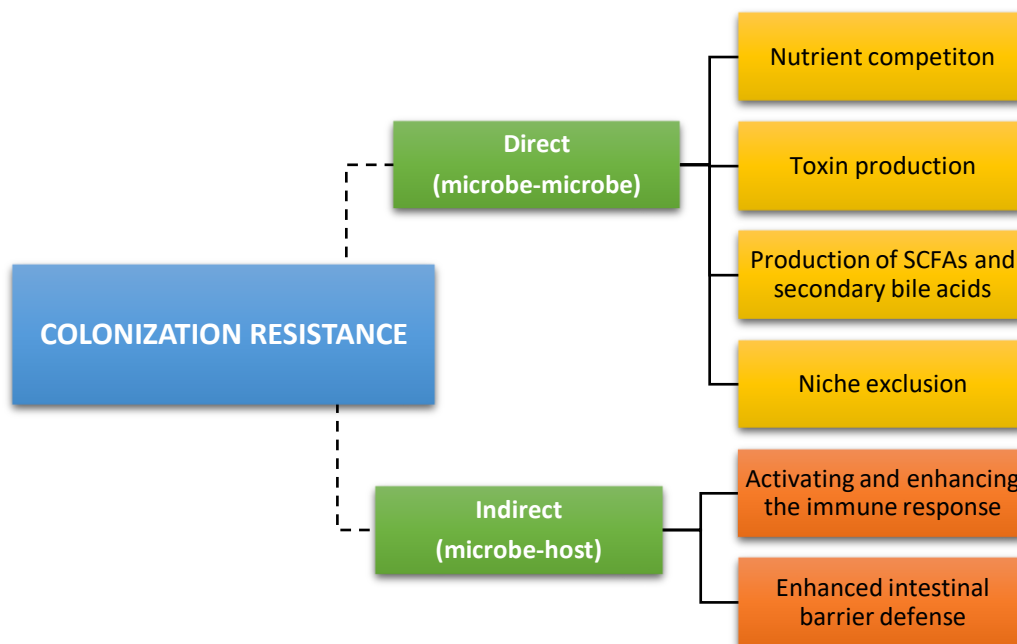 COLONIZATION RESISTANCE
Direct
(microbe-microbe)
Nutrient competiton
Toxin production
Production of SCFAs and
secondary bile acids
Niche exclusion
Indirect
(microbe-host)
Activating and enhancing
the immune response
Enhanced intestinal
barrier defense